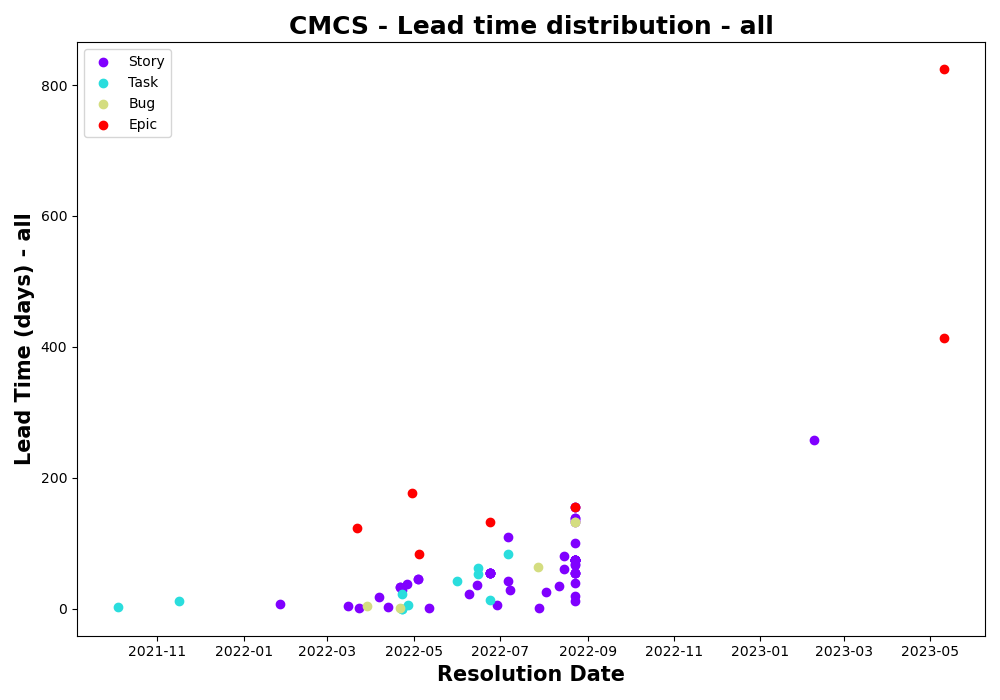 CMCS - Lead time distribution - all
Story
Task
Bug
Epic
Lead Time (days) - all
800
600
400
200
0
2021-11 2022-01 2022-03 2022-05 2022-07 2022-09 2022-11 2023-01 2023-03 2023-05
Resolution Date